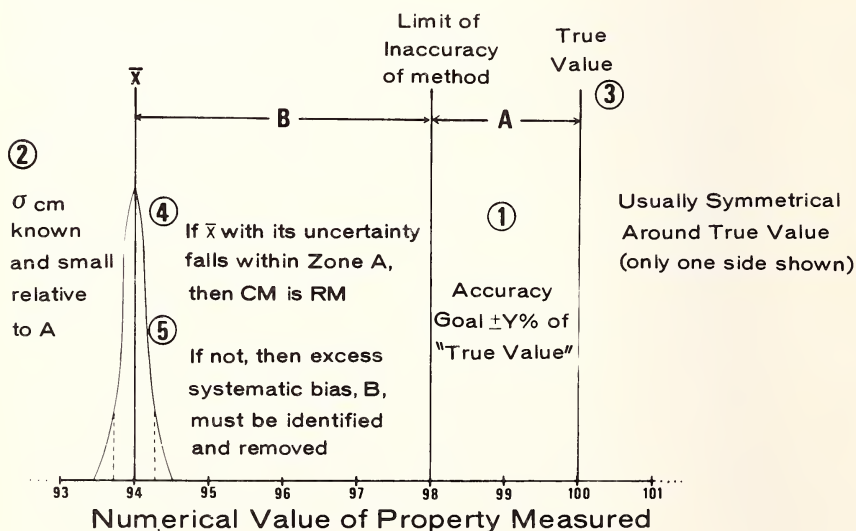 Limit of
Inaccuracy
of method
True
Value
x̄
③
B
A
②
σ cm
known
and small
relative
to A
④
If x̄ with its uncertainty
falls within Zone A,
then CM is RM
⑤
If not, then excess
systematic bias, B,
must be identified
and removed
①
Accuracy
Goal ±Y% of
"True Value"
Usually Symmetrical
Around True Value
(only one side shown)
93 94 95 96 97 98 99 100 101
Numerical Value of Property Measured